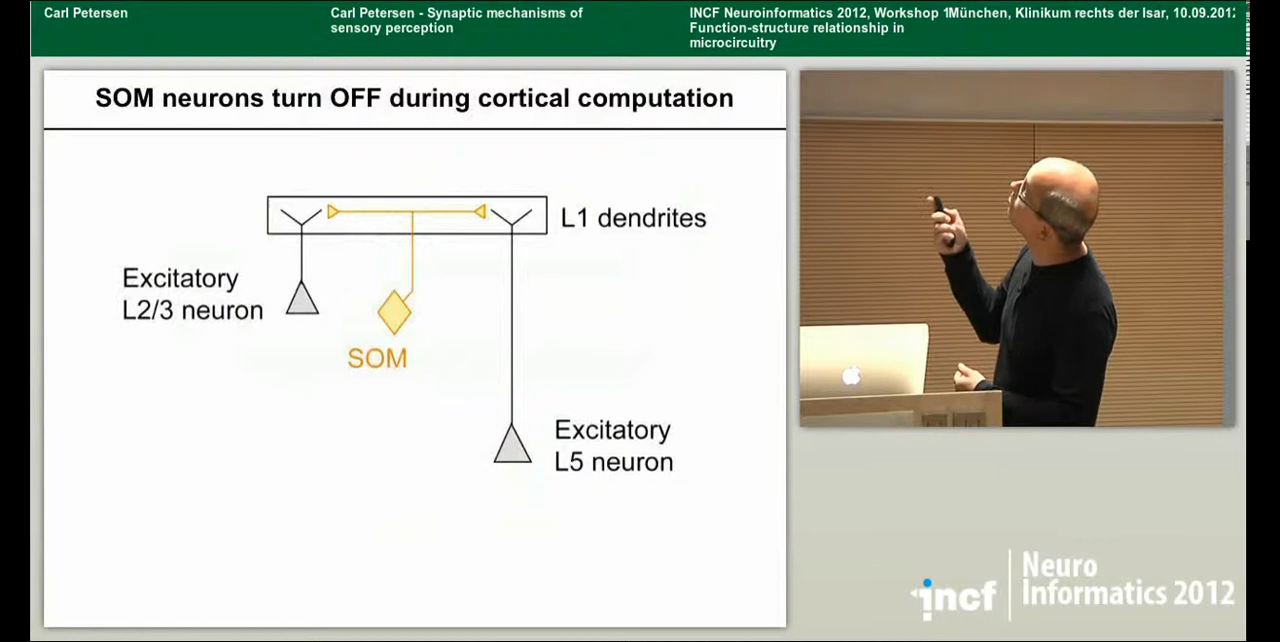 Carl Petersen
Carl Petersen - Synaptic mechanisms of
sensory perception
INCF Neuroinformatics 2012, Workshop 1München, Klinikum rechts der Isar, 10.09.2012
Function-structure relationship in
microcircuitry
SOM neurons turn OFF during cortical computation
L1 dendrites
Excitatory
L2/3 neuron
SOM
Excitatory
L5 neuron
incf
Neuro
Informatics 2012